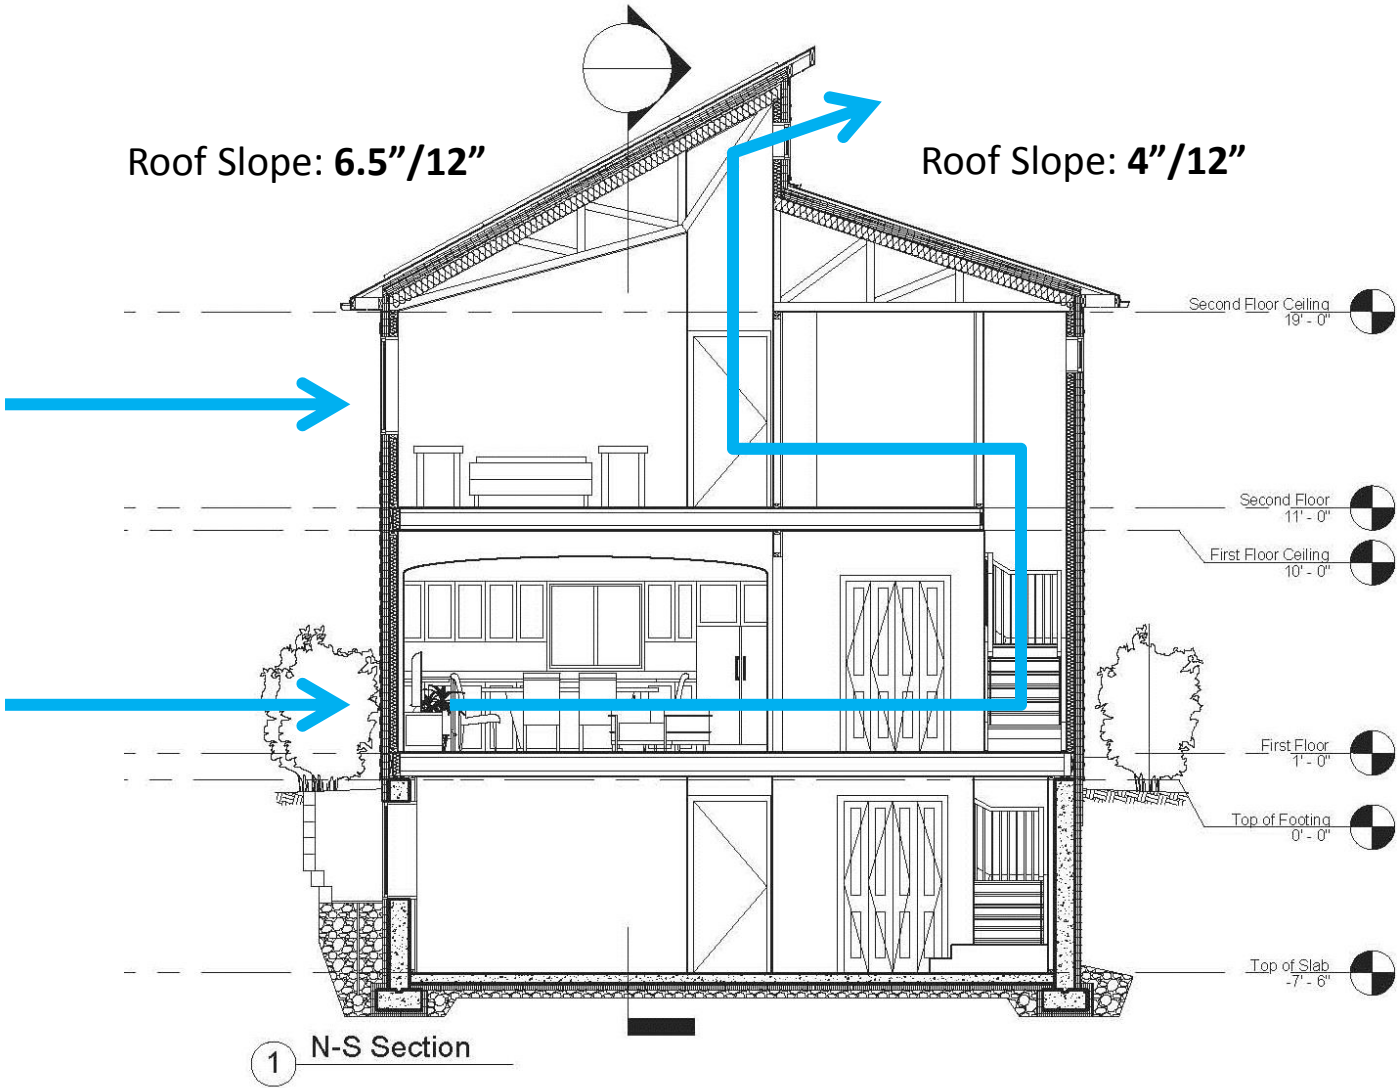 Roof Slope: 6.5”/12”
Roof Slope: 4”/12”
Second Floor Ceiling
19' - 0"
Second Floor
11' - 0"
First Floor Ceiling
10' - 0"
First Floor
1' - 0"
Top of Footing
0' - 0"
Top of Slab
-7' - 6"
1
N-S Section